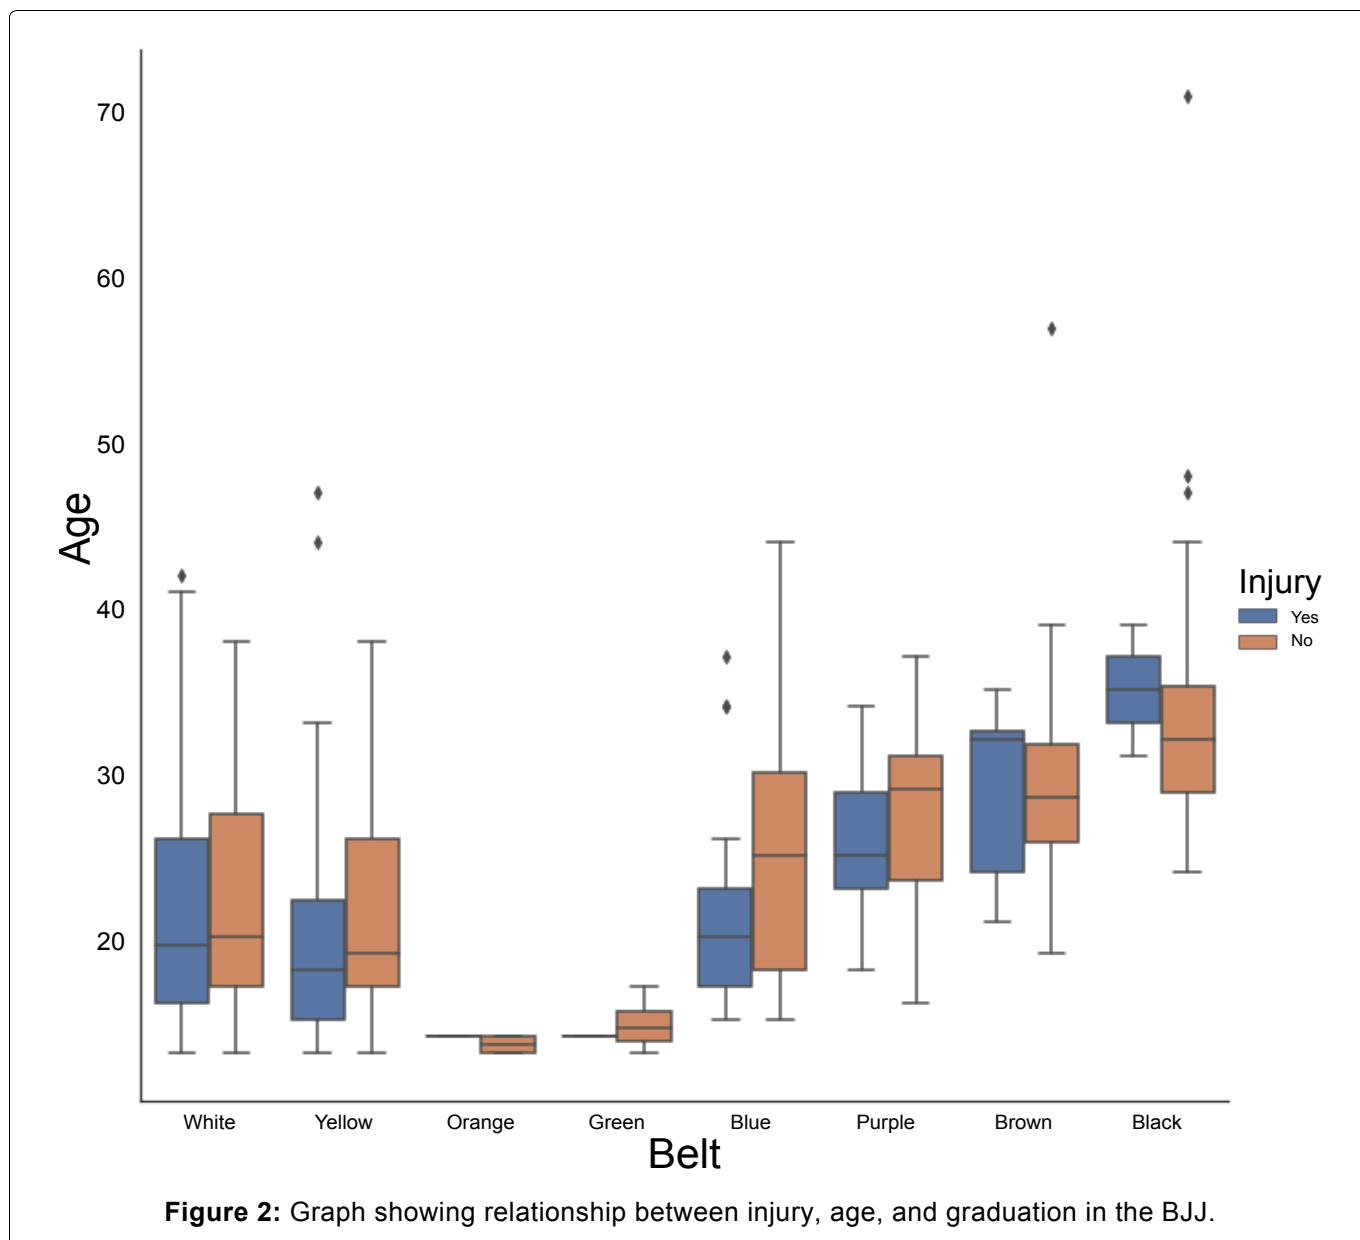 70
60
50
40
30
20
Age
White Yellow Orange Green Blue Purple Brown Black
Belt
Injury
Yes
No
Figure 2: Graph showing relationship between injury, age, and graduation in the BJJ.